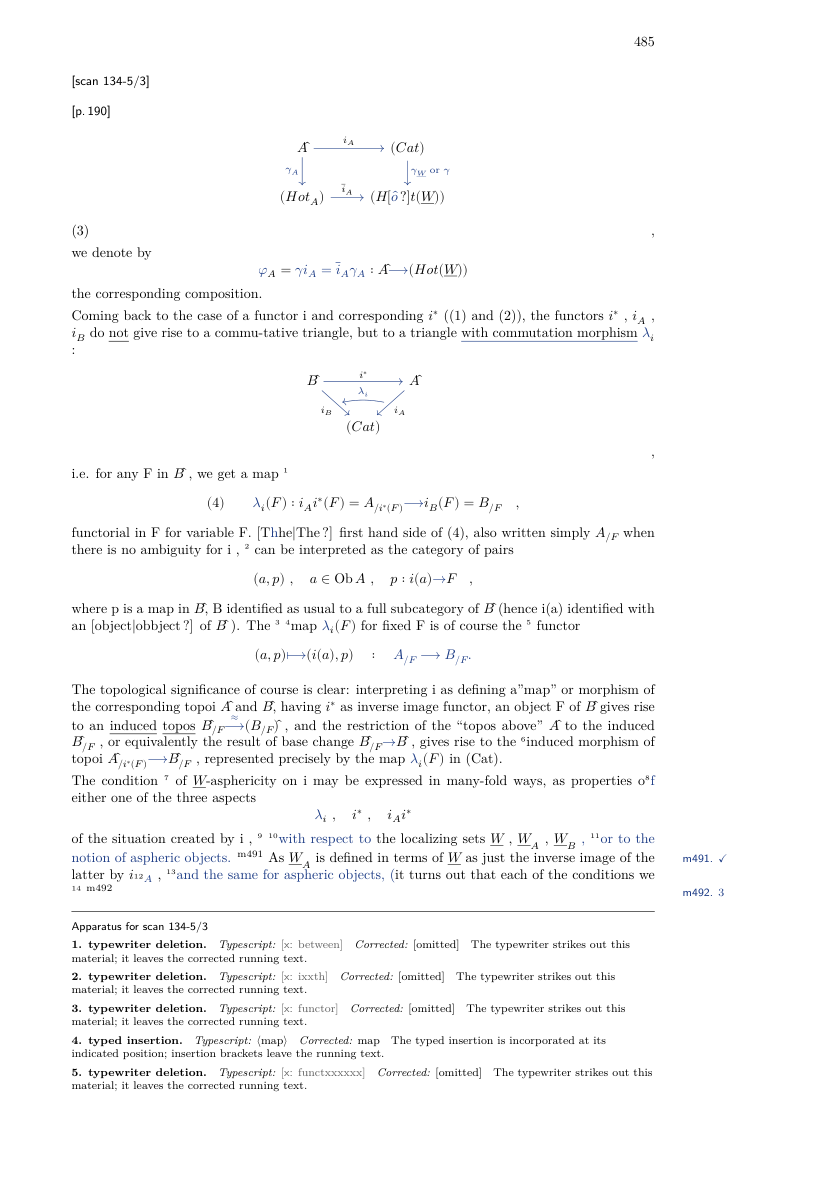 485
[scan 134-5/3]
[p. 190]
A^ —i_A→ (Cat)
γ_A ↓ ↓ γ_W or γ
(Hot_A) —ī_A→ (H[ô ?]t(W))
(3) ,
we denote by
φ_A = γi_A = ī_Aγ_A : A^⟶(Hot(W))
the corresponding composition.
Coming back to the case of a functor i and corresponding i* ((1) and (2)), the functors i* , i_A ,
i_B do not give rise to a commu-tative triangle, but to a triangle with commutation morphism λ_i
:
B^ —i*→ A^
λ_i
i_B i_A
(Cat)
,
i.e. for any F in B^ , we get a map ¹
(4) λ_i(F) : i_A i*(F) = A_/i*(F)⟶i_B(F) = B_/F ,
functorial in F for variable F. [Thhe|The ?] first hand side of (4), also written simply A_/F when
there is no ambiguity for i , ² can be interpreted as the category of pairs
(a, p) , a ∈ Ob A , p : i(a)→F ,
where p is a map in B^, B identified as usual to a full subcategory of B^ (hence i(a) identified with
an [object|obbject ?] of B^ ). The ³ ⁴map λ_i(F) for fixed F is of course the ⁵ functor
(a, p)⟼(i(a), p) : A_/F ⟶ B_/F.
The topological significance of course is clear: interpreting i as defining a"map" or morphism of
the corresponding topoi A^ and B^, having i* as inverse image functor, an object F of B^ gives rise
to an induced topos B^_/F ≈⟶(B_/F)^ , and the restriction of the “topos above” A^ to the induced
B^_/F , or equivalently the result of base change B^_/F→B^ , gives rise to the ⁶induced morphism of
topoi A^_/i*(F)⟶B^_/F , represented precisely by the map λ_i(F) in (Cat).
The condition ⁷ of W-asphericity on i may be expressed in many-fold ways, as properties o⁸f
either one of the three aspects
λ_i , i* , i_A i*
of the situation created by i , ⁹ ¹⁰with respect to the localizing sets W , W_A , W_B , ¹¹or to the
notion of aspheric objects. m491 As W_A is defined in terms of W as just the inverse image of the
m491. ✓
latter by i¹²_A , ¹³and the same for aspheric objects, (it turns out that each of the conditions we
¹⁴ m492
m492. 3
Apparatus for scan 134-5/3
1. typewriter deletion. Typescript: [x: between] Corrected: [omitted] The typewriter strikes out this
material; it leaves the corrected running text.
2. typewriter deletion. Typescript: [x: ixxth] Corrected: [omitted] The typewriter strikes out this
material; it leaves the corrected running text.
3. typewriter deletion. Typescript: [x: functor] Corrected: [omitted] The typewriter strikes out this
material; it leaves the corrected running text.
4. typed insertion. Typescript: ⟨map⟩ Corrected: map The typed insertion is incorporated at its
indicated position; insertion brackets leave the running text.
5. typewriter deletion. Typescript: [x: functxxxxxx] Corrected: [omitted] The typewriter strikes out this
material; it leaves the corrected running text.